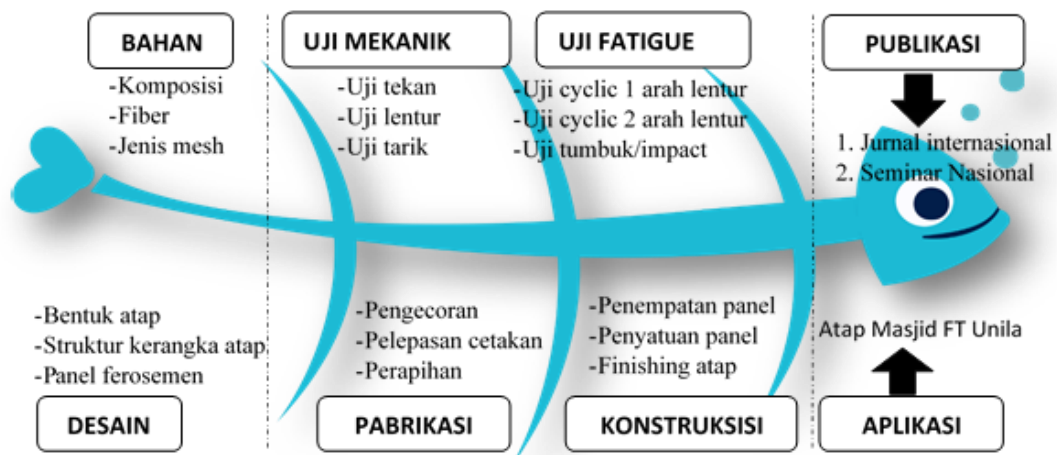 BAHAN
-Komposisi
-Fiber
-Jenis mesh
UJI MEKANIK
-Uji tekan
-Uji lentur
-Uji tarik
UJI FATIGUE
-Uji cyclic 1 arah lentur
-Uji cyclic 2 arah lentur
-Uji tumbuk/impact
PUBLIKASI
1. Jurnal internasional
2. Seminar Nasional
-Bentuk atap
-Struktur kerangka atap
-Panel ferosemen
DESAIN
-Pengecoran
-Pelepasan cetakan
-Perapihan
PABRIKASI
-Penempatan panel
-Penyatuan panel
-Finishing atap
KONSTRUKSISI
Atap Masjid FT Unila
APLIKASI